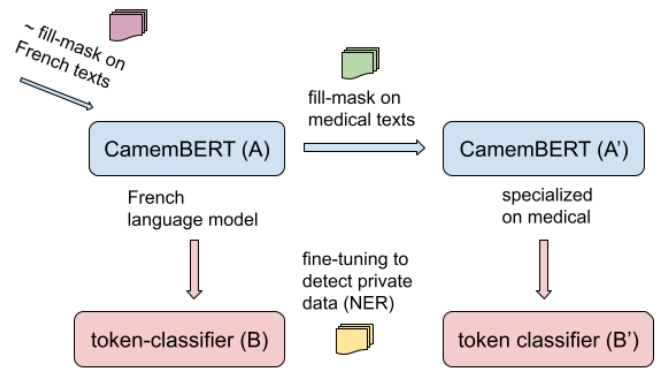 ~ fill-mask on
French texts
fill-mask on
medical texts
CamemBERT (A)
CamemBERT (A’)
French
language model
specialized
on medical
fine-tuning to
detect private
data (NER)
token-classifier (B)
token classifier (B’)